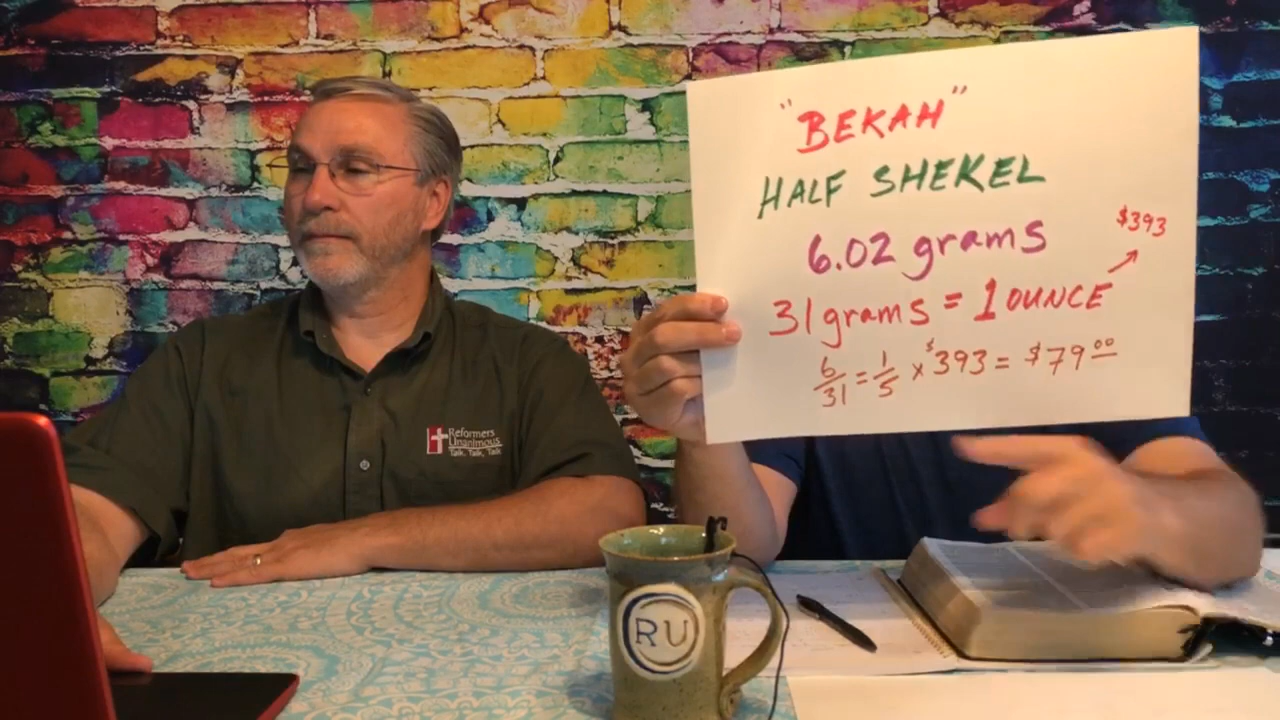 "BEKAH"
HALF SHEKEL
6.02 grams
$393
31 grams = 1 OUNCE
6/31 = 1/5 x $393 = $79.00
Reformers
Unanimous
Talk, Talk, Talk
RU